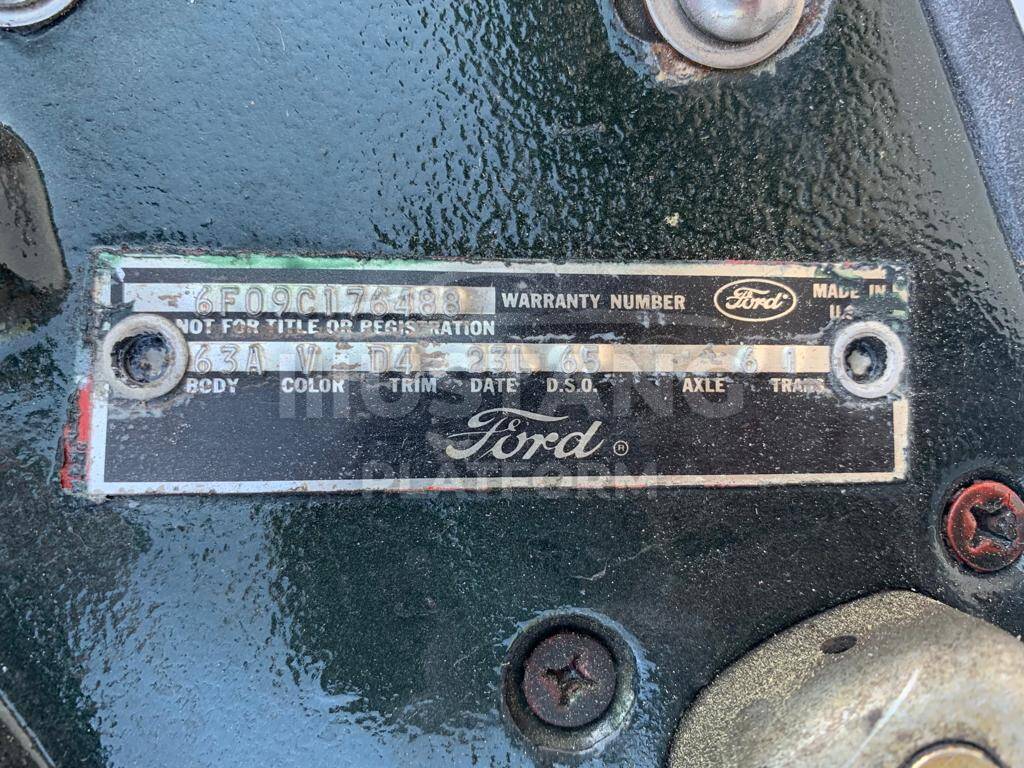 6F09C176488 WARRANTY NUMBER Ford MADE IN
NOT FOR TITLE OR REGISTRATION
63A V D4 23L 65 6 1
BODY COLOR TRIM DATE D.S.O. AXLE TRANS.
Ford ®
MUSTANG
PLATFORM